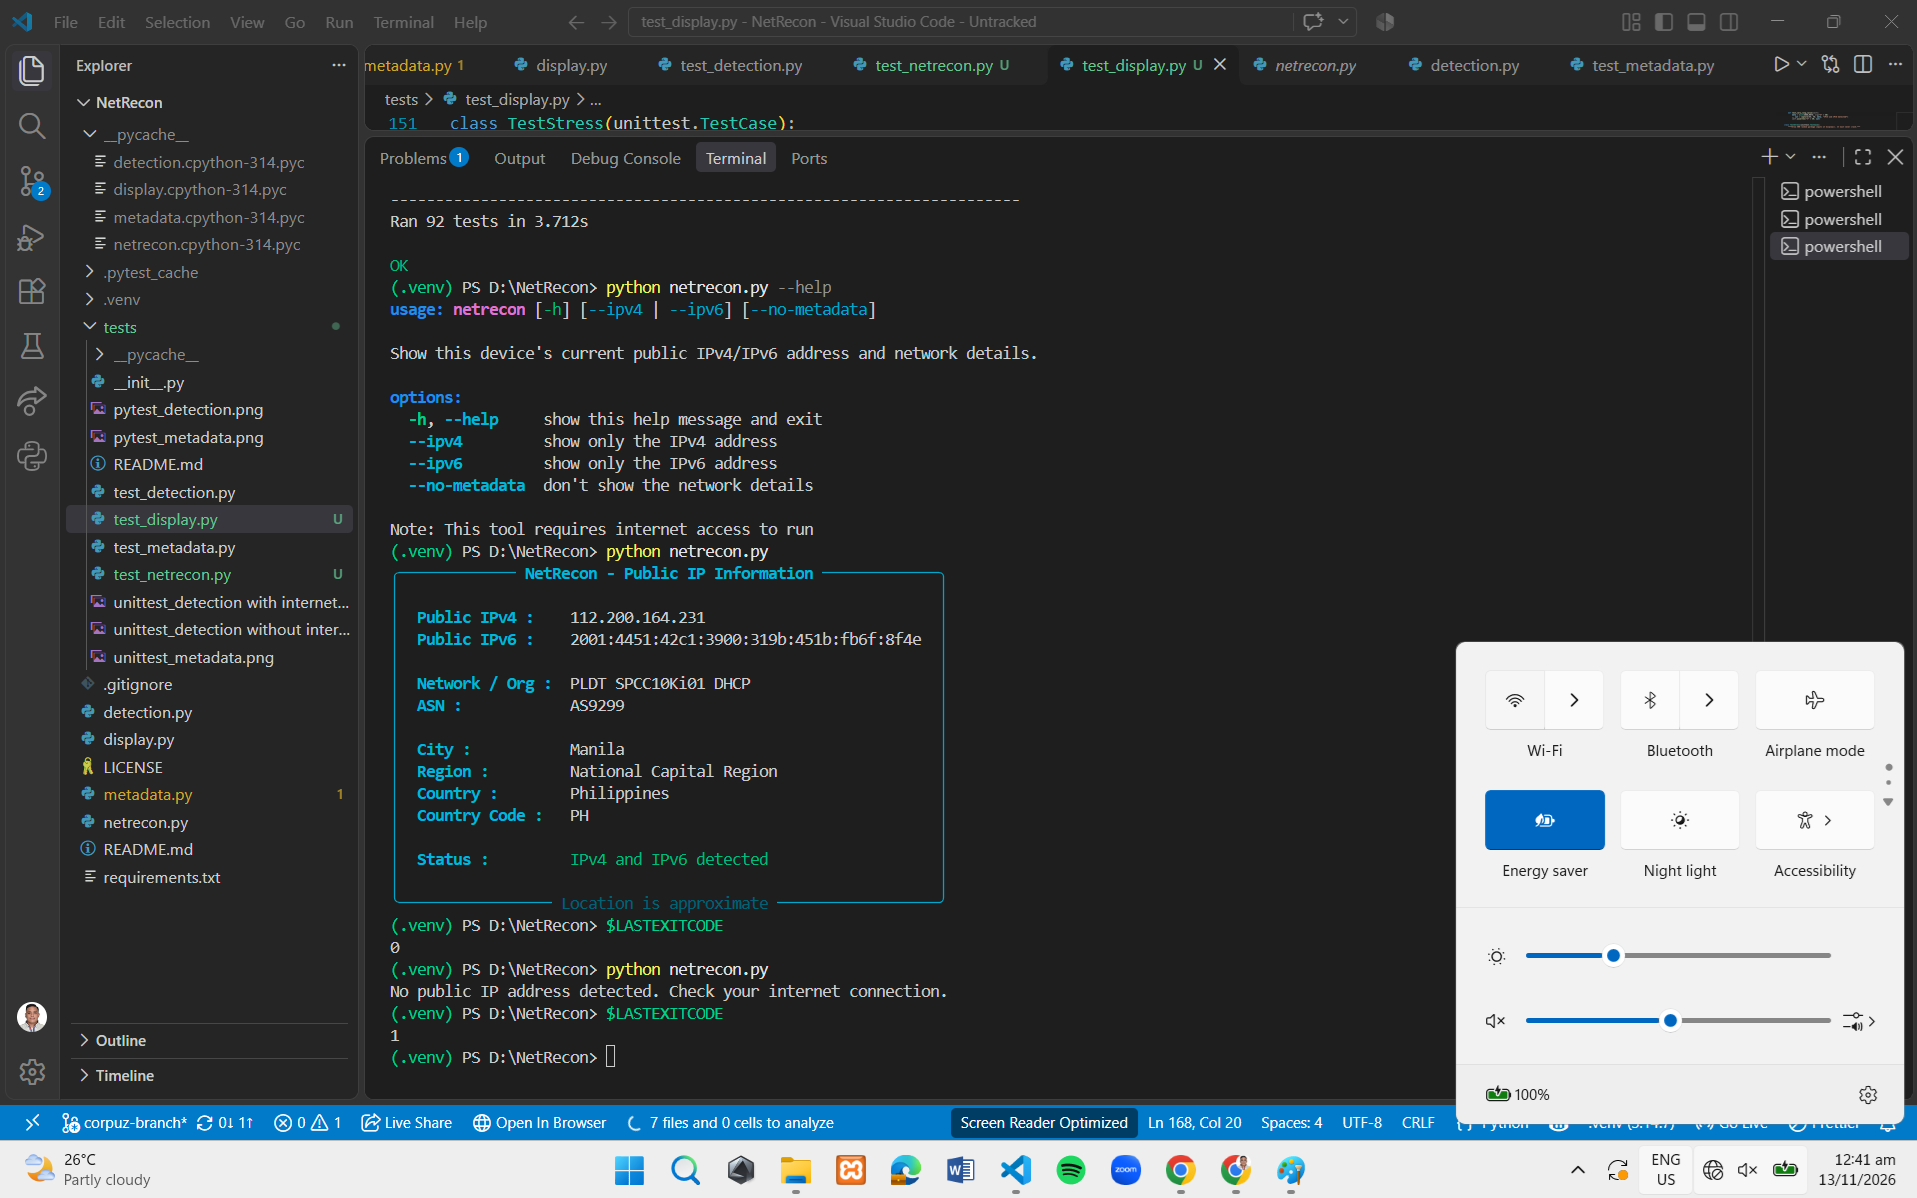 File Edit Selection View Go Run Terminal Help
test_display.py - NetRecon - Visual Studio Code - Untracked
Explorer
NetRecon
__pycache__
detection.cpython-314.pyc
display.cpython-314.pyc
metadata.cpython-314.pyc
netrecon.cpython-314.pyc
.pytest_cache
.venv
tests
__pycache__
__init__.py
pytest_detection.png
pytest_metadata.png
README.md
test_detection.py
test_display.py U
test_metadata.py
test_netrecon.py U
unittest_detection with internet...
unittest_detection without inter...
unittest_metadata.png
.gitignore
detection.py
display.py
LICENSE
metadata.py 1
netrecon.py
README.md
requirements.txt
Outline
Timeline
metadata.py 1 display.py test_detection.py test_netrecon.py U test_display.py U netrecon.py detection.py test_metadata.py
tests > test_display.py > ...
151 class TestStress(unittest.TestCase):
Problems 1 Output Debug Console Terminal Ports
powershell
powershell
powershell
----------------------------------------------------------------------
Ran 92 tests in 3.712s
OK
(.venv) PS D:\NetRecon> python netrecon.py --help
usage: netrecon [-h] [--ipv4 | --ipv6] [--no-metadata]
Show this device's current public IPv4/IPv6 address and network details.
options:
-h, --help show this help message and exit
--ipv4 show only the IPv4 address
--ipv6 show only the IPv6 address
--no-metadata don't show the network details
Note: This tool requires internet access to run
(.venv) PS D:\NetRecon> python netrecon.py
NetRecon - Public IP Information
Public IPv4 : 112.200.164.231
Public IPv6 : 2001:4451:42c1:3900:319b:451b:fb6f:8f4e
Network / Org : PLDT SPCC10Ki01 DHCP
ASN : AS9299
City : Manila
Region : National Capital Region
Country : Philippines
Country Code : PH
Status : IPv4 and IPv6 detected
Location is approximate
(.venv) PS D:\NetRecon> $LASTEXITCODE
0
(.venv) PS D:\NetRecon> python netrecon.py
No public IP address detected. Check your internet connection.
(.venv) PS D:\NetRecon> $LASTEXITCODE
1
(.venv) PS D:\NetRecon>
Wi-Fi Bluetooth Airplane mode
Energy saver Night light Accessibility
100%
2
corpuz-branch* 0↓ 1↑ 0 1 Live Share Open In Browser 7 files and 0 cells to analyze Screen Reader Optimized Ln 168, Col 20 Spaces: 4 UTF-8 CRLF Python
26°C
Partly cloudy
zoom
ENG
US
12:41 am
13/11/2026